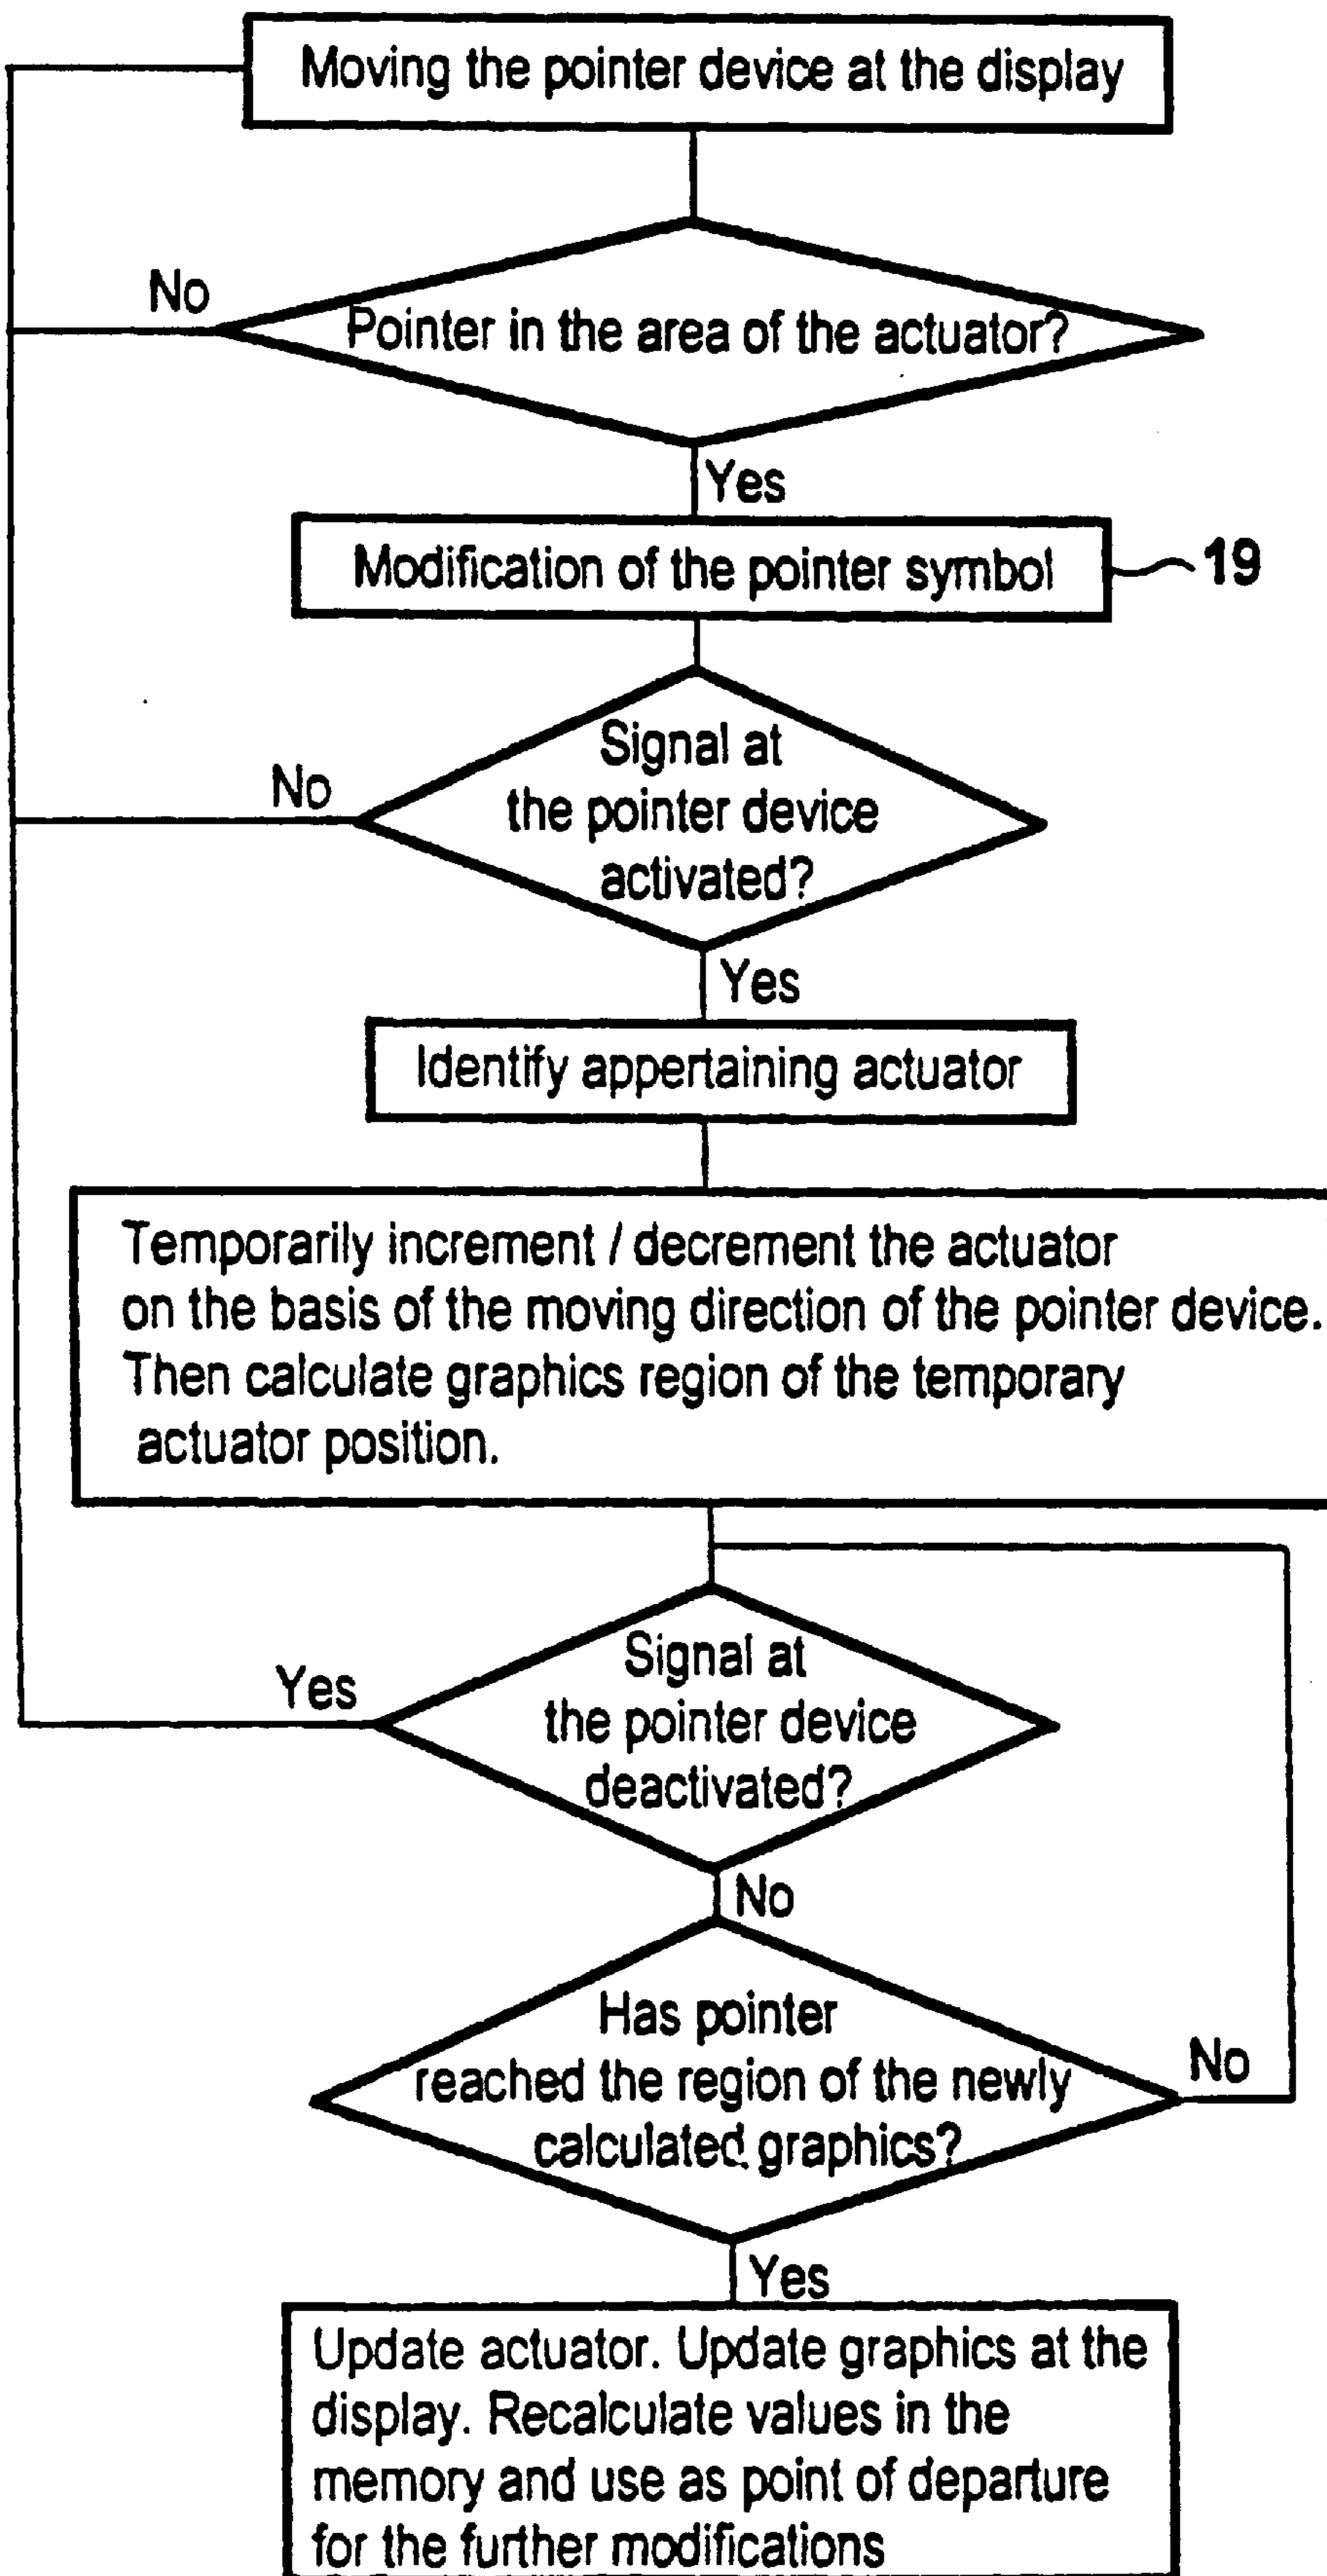 Moving the pointer device at the display
No
Pointer in the area of the actuator?
Yes
Modification of the pointer symbol
19
Signal at
the pointer device
activated?
No
Yes
Identify appertaining actuator
Temporarily increment / decrement the actuator
on the basis of the moving direction of the pointer device.
Then calculate graphics region of the temporary
actuator position.
Signal at
the pointer device
deactivated?
Yes
No
Has pointer
reached the region of the newly
calculated graphics?
No
Yes
Update actuator. Update graphics at the
display. Recalculate values in the
memory and use as point of departure
for the further modifications